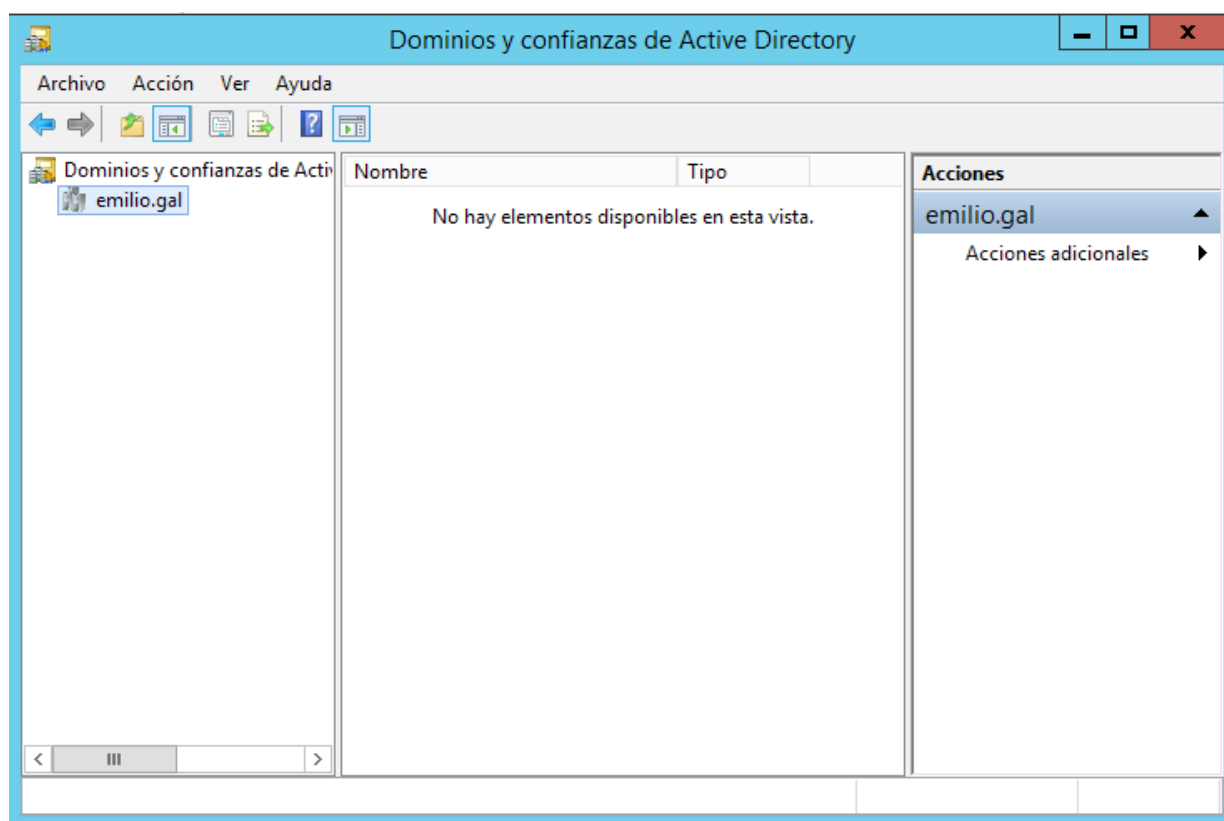 Dominios y confianzas de Active Directory
Archivo Acción Ver Ayuda
Dominios y confianzas de Activ
emilio.gal
Nombre Tipo
No hay elementos disponibles en esta vista.
Acciones
emilio.gal
Acciones adicionales